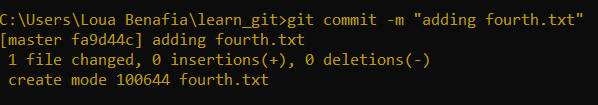 C:\Users\Loua Benafia\learn_git>git commit -m "adding fourth.txt"
[master fa9d44c] adding fourth.txt
 1 file changed, 0 insertions(+), 0 deletions(-)
 create mode 100644 fourth.txt